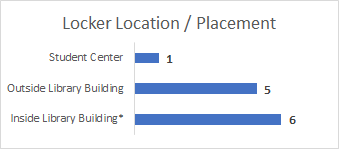 Locker Location / Placement
Student Center 1
Outside Library Building 5
Inside Library Building* 6